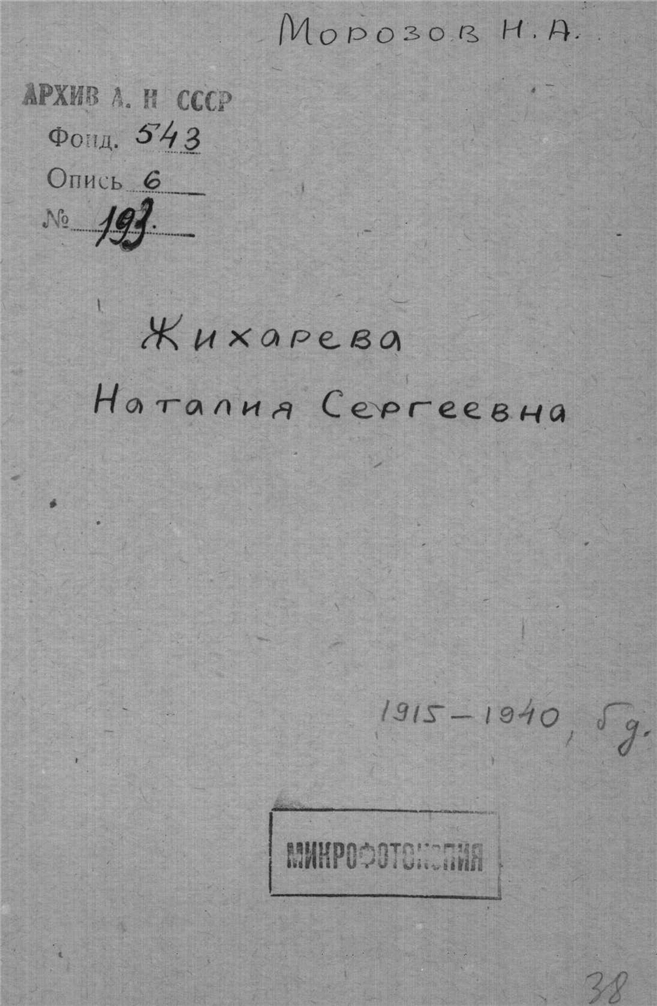 Морозов Н. А.
АРХИВ А. Н СССР
Фонд. 543
Опись 6
№ 193.
Жихарева
Наталия Сергеевна
1915–1940, б д.
МИКРОФОТОКОПИЯ
38